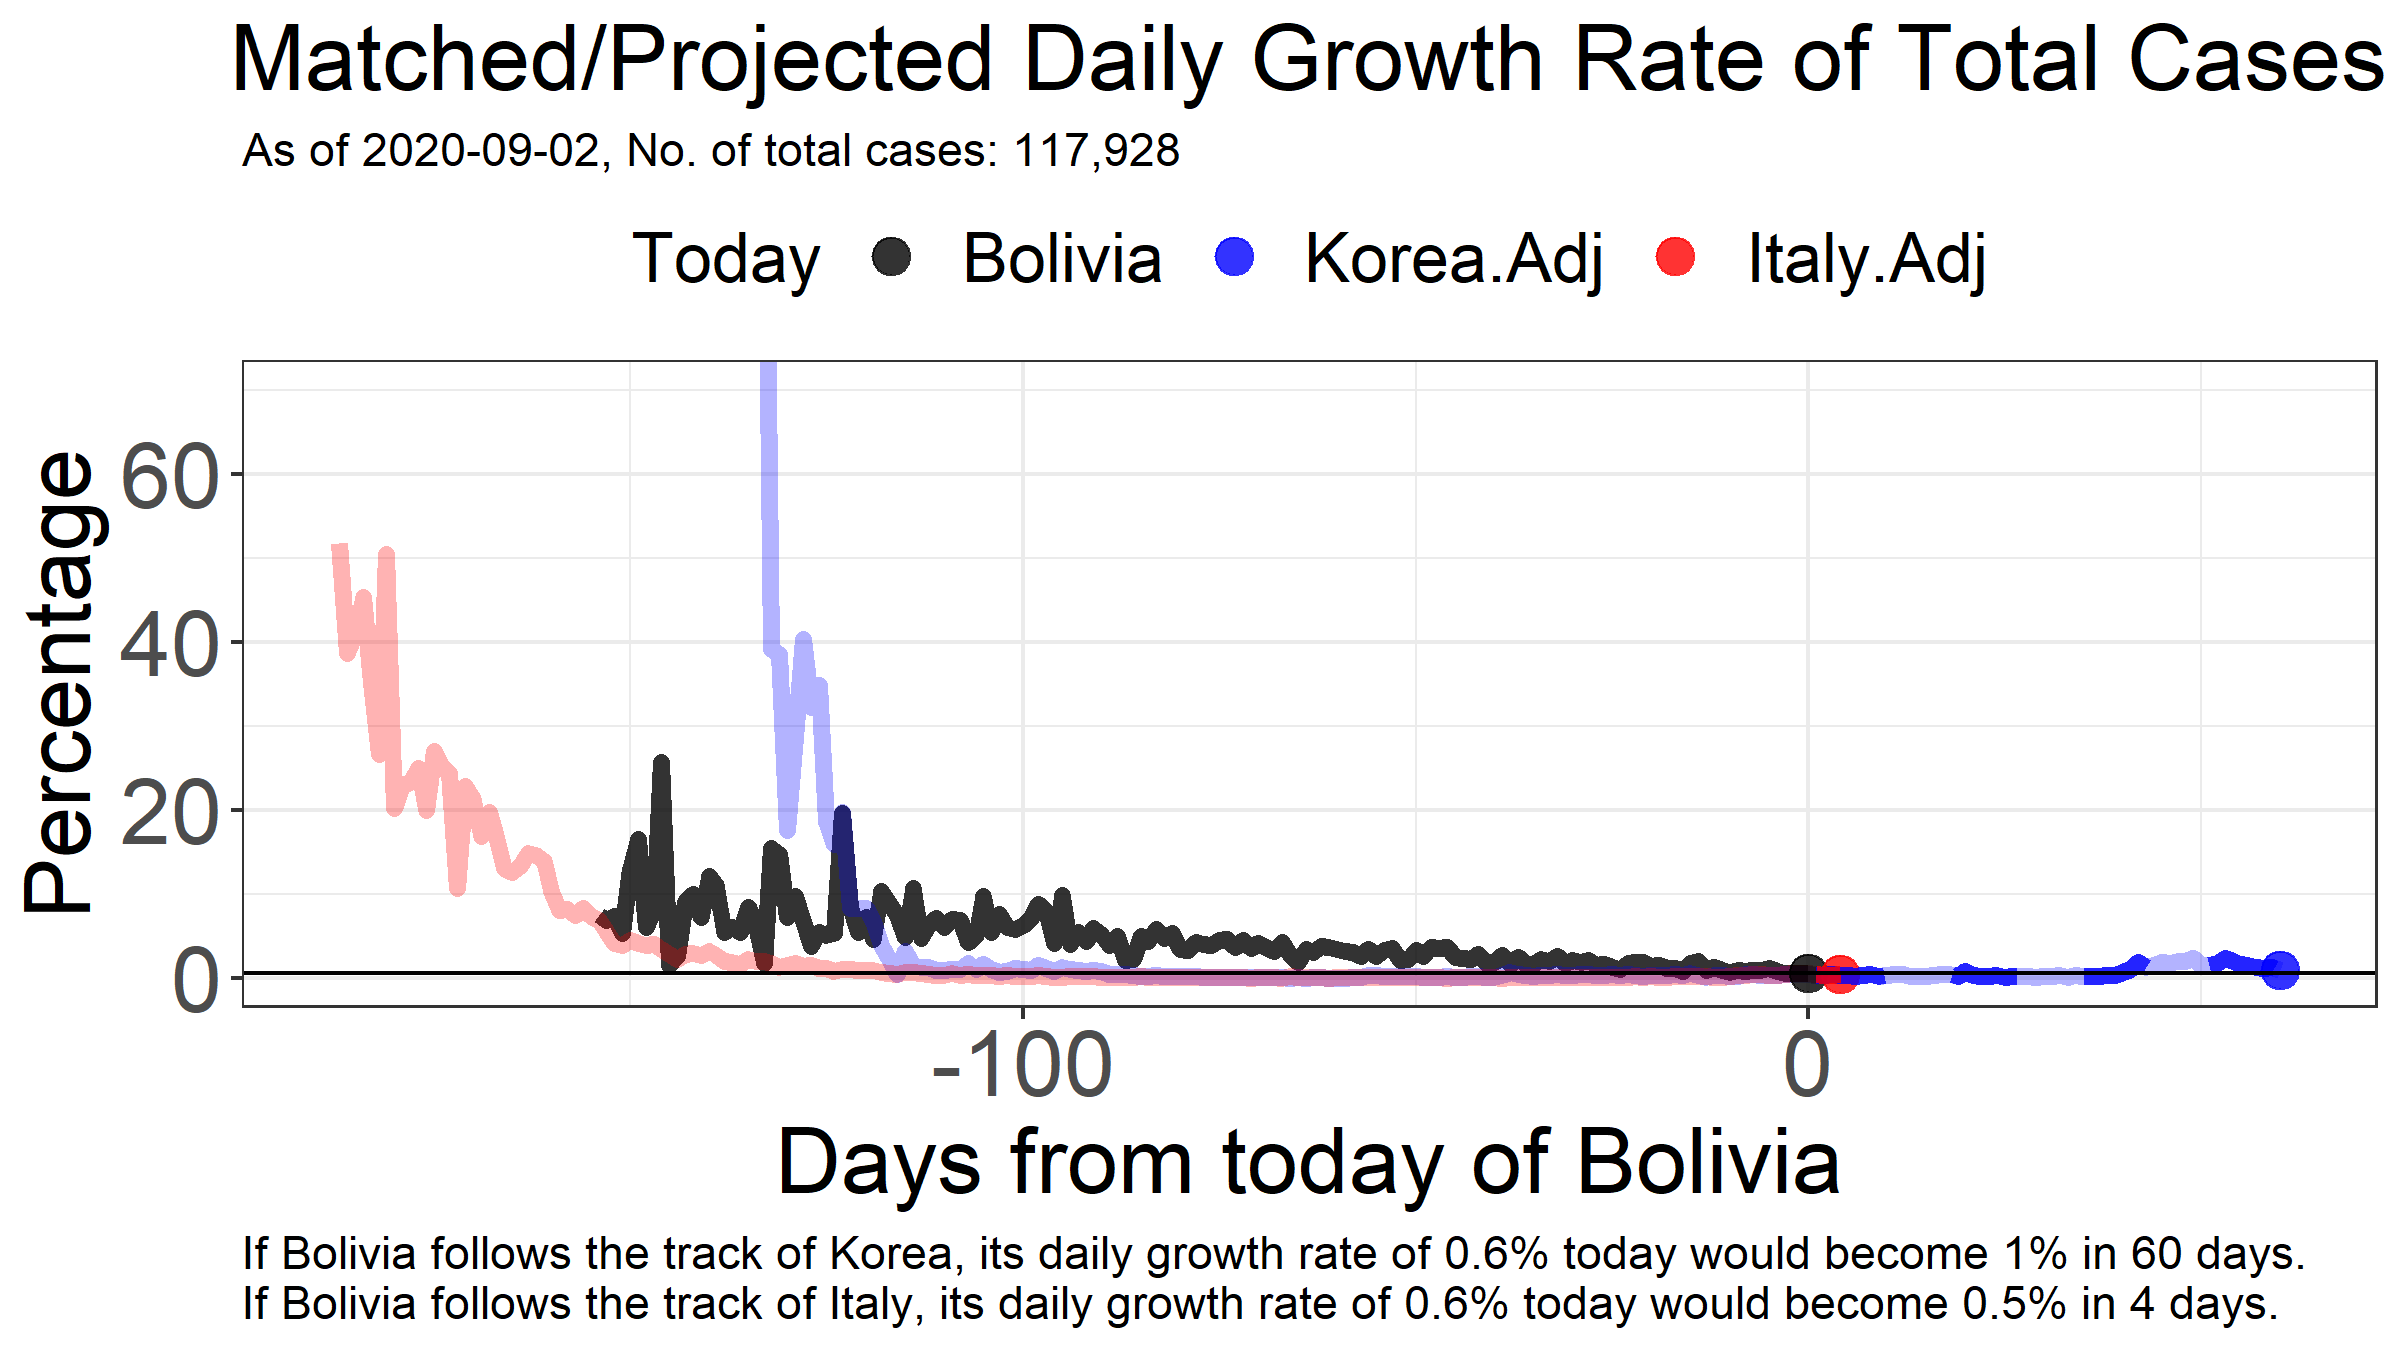 Matched/Projected Daily Growth Rate of Total Cases
As of 2020-09-02, No. of total cases: 117,928
Today Bolivia Korea.Adj Italy.Adj
Percentage
60
40
20
0
-100 0
Days from today of Bolivia
If Bolivia follows the track of Korea, its daily growth rate of 0.6% today would become 1% in 60 days.
If Bolivia follows the track of Italy, its daily growth rate of 0.6% today would become 0.5% in 4 days.